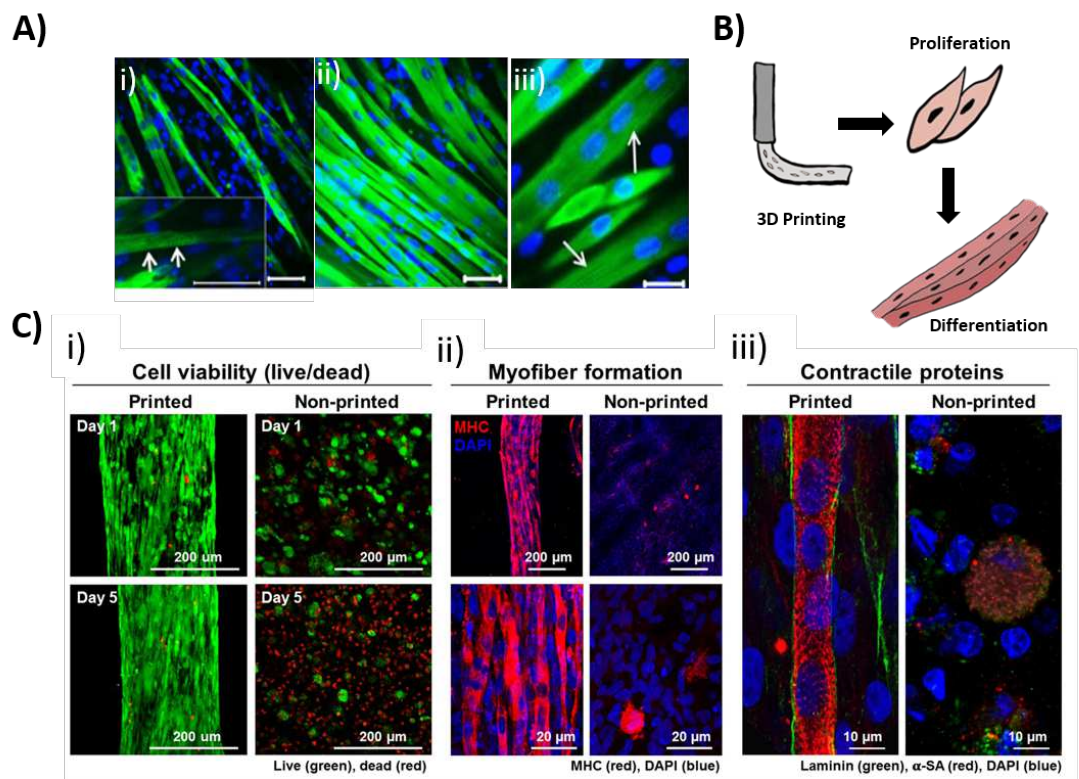 A)
i)
ii)
iii)
B)
Proliferation
3D Printing
Differentiation
C)
i)
Cell viability (live/dead)
Printed
Non-printed
Day 1
Day 1
200 µm
200 µm
Day 5
Day 5
200 µm
200 µm
Live (green), dead (red)
ii)
Myofiber formation
Printed
Non-printed
MHC
DAPI
200 µm
200 µm
20 µm
20 µm
MHC (red), DAPI (blue)
iii)
Contractile proteins
Printed
Non-printed
10 µm
10 µm
Laminin (green), α-SA (red), DAPI (blue)